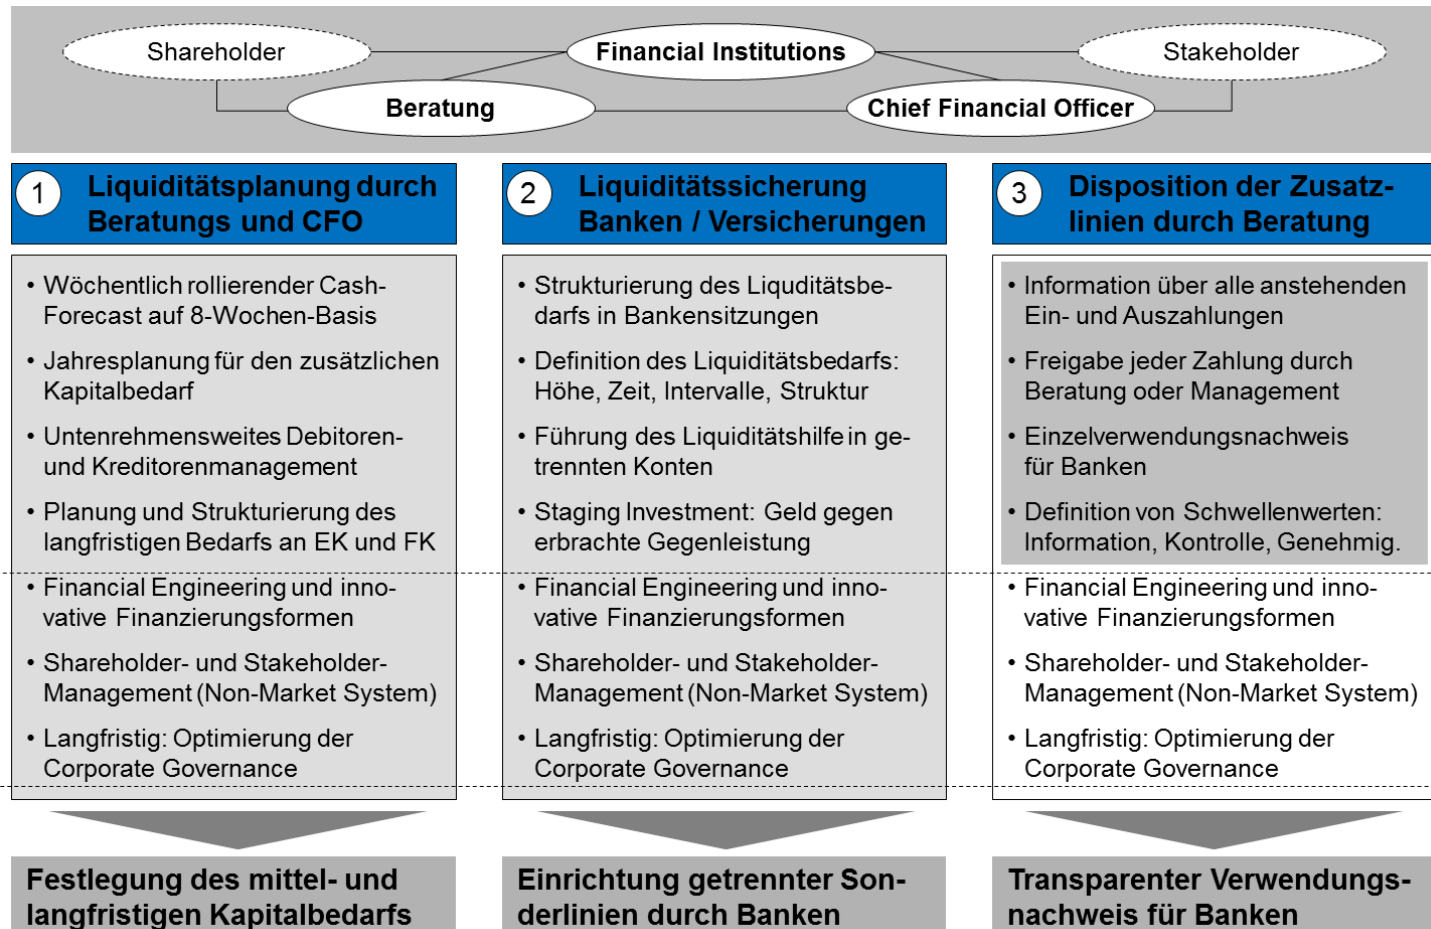 Shareholder
Financial Institutions
Stakeholder
Beratung
Chief Financial Officer
1
Liquiditätsplanung durch
Beratungs und CFO
• Wöchentlich rollierender Cash-
Forecast auf 8-Wochen-Basis
• Jahresplanung für den zusätzlichen
Kapitalbedarf
• Untenrehmensweites Debitoren-
und Kreditorenmanagement
• Planung und Strukturierung des
langfristigen Bedarfs an EK und FK
• Financial Engineering und inno-
vative Finanzierungsformen
• Shareholder- und Stakeholder-
Management (Non-Market System)
• Langfristig: Optimierung der
Corporate Governance
Festlegung des mittel- und
langfristigen Kapitalbedarfs
2
Liquiditätssicherung
Banken / Versicherungen
• Strukturierung des Liqudit​ätsbe-
darfs in Bankensitzungen
• Definition des Liquiditätsbedarfs:
Höhe, Zeit, Intervalle, Struktur
• Führung des Liquiditätshilfe in ge-
trennten Konten
• Staging Investment: Geld gegen
erbrachte Gegenleistung
• Financial Engineering und inno-
vative Finanzierungsformen
• Shareholder- und Stakeholder-
Management (Non-Market System)
• Langfristig: Optimierung der
Corporate Governance
Einrichtung getrennter Son-
derlinien durch Banken
3
Disposition der Zusatz-
linien durch Beratung
• Information über alle anstehenden
Ein- und Auszahlungen
• Freigabe jeder Zahlung durch
Beratung oder Management
• Einzelverwendungsnachweis
für Banken
• Definition von Schwellenwerten:
Information, Kontrolle, Genehmig.
• Financial Engineering und inno-
vative Finanzierungsformen
• Shareholder- und Stakeholder-
Management (Non-Market System)
• Langfristig: Optimierung der
Corporate Governance
Transparenter Verwendungs-
nachweis für Banken